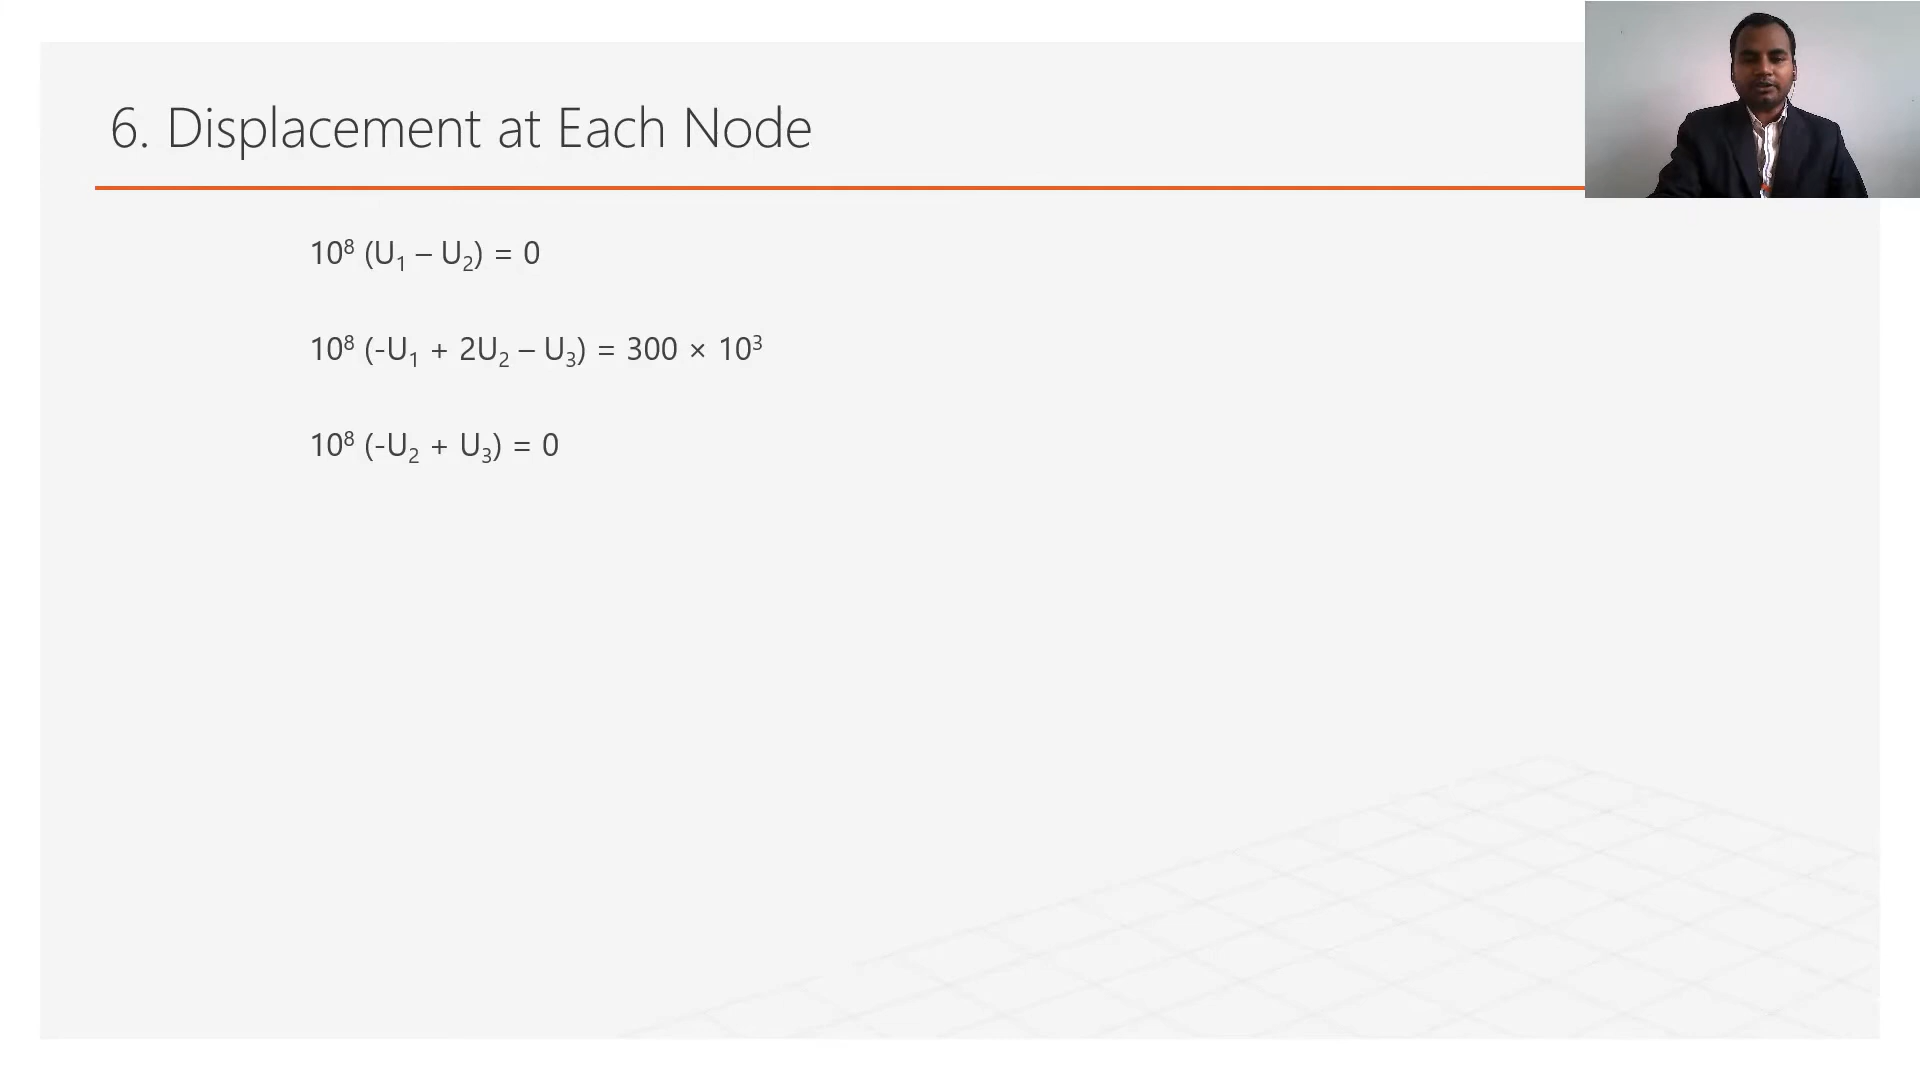 6. Displacement at Each Node
10⁸ (U₁ – U₂) = 0
10⁸ (-U₁ + 2U₂ – U₃) = 300 × 10³
10⁸ (-U₂ + U₃) = 0